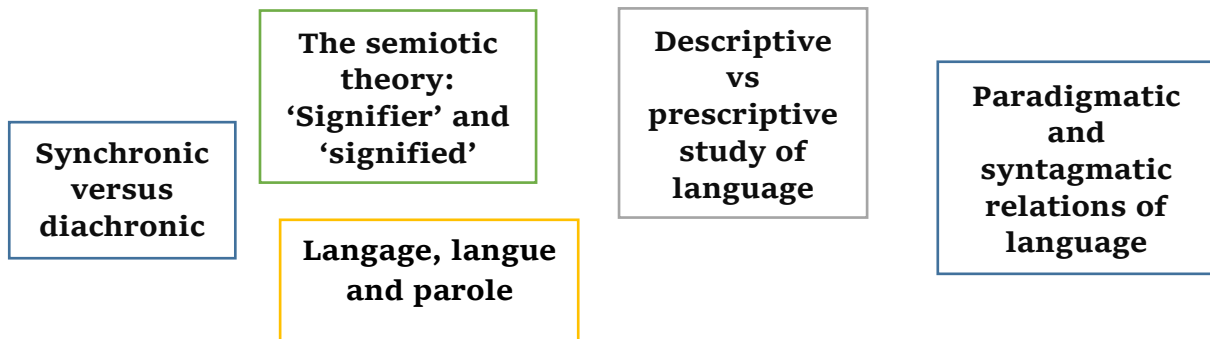 Synchronic
versus
diachronic
The semiotic
theory:
‘Signifier’ and
‘signified’
Langage, langue
and parole
Descriptive
vs
prescriptive
study of
language
Paradigmatic
and
syntagmatic
relations of
language